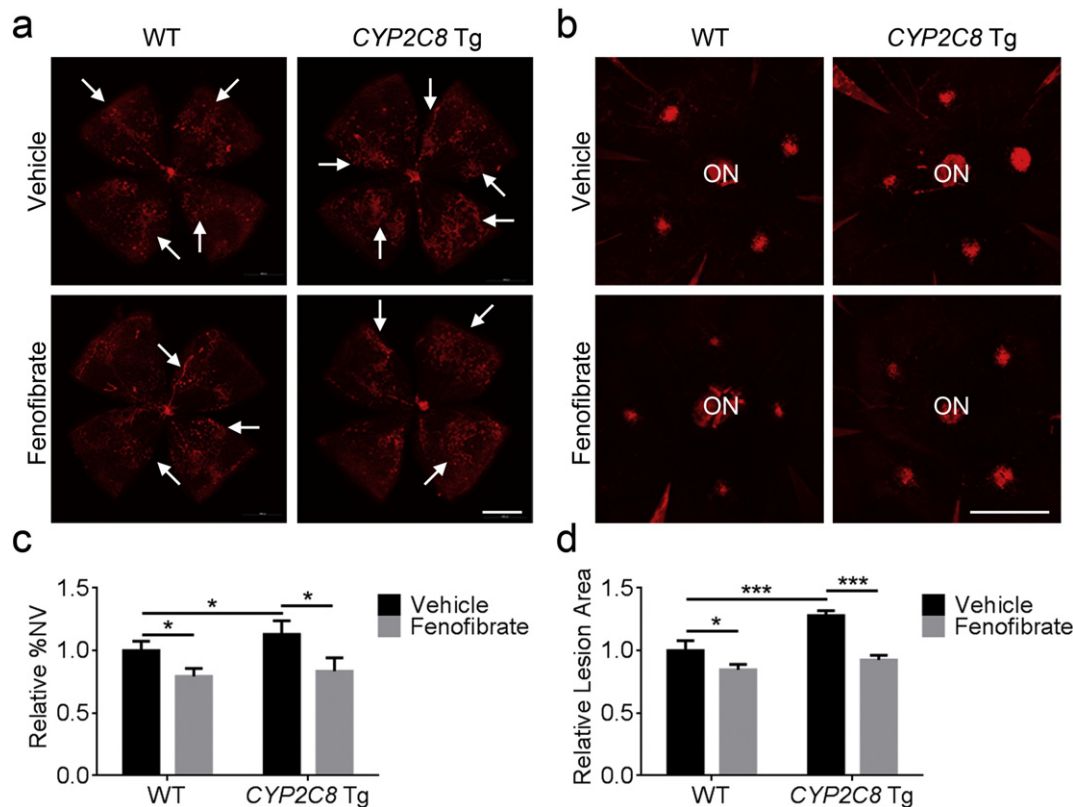 a
WT
CYP2C8 Tg
Vehicle
Fenofibrate
b
WT
CYP2C8 Tg
Vehicle
ON
ON
Fenofibrate
ON
ON
c
Relative %NV
1.5
1.0
0.5
0.0
*
*
*
Vehicle
Fenofibrate
WT
CYP2C8 Tg
d
Relative Lesion Area
1.5
1.0
0.5
0.0
*
***
***
Vehicle
Fenofibrate
WT
CYP2C8 Tg